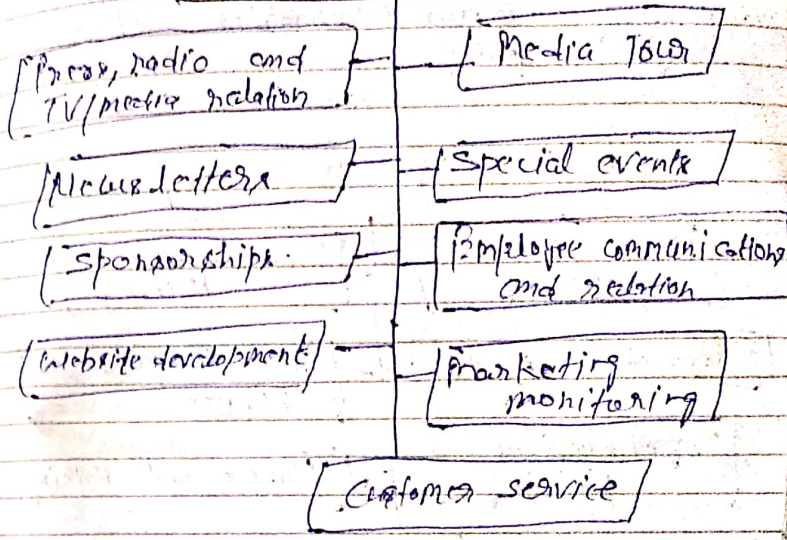 Press, radio and
TV/media relation
Media Tour
Newsletters
Special events
Sponsorships.
Employee communications
and relation
Website development
Marketing
monitoring
Customer service